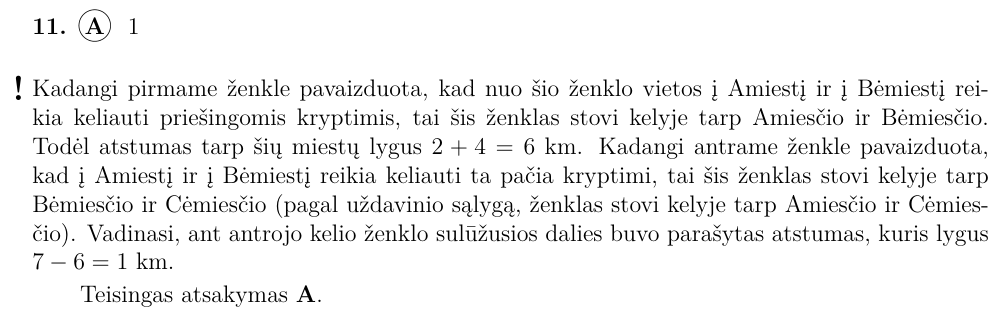 11. A 1
! Kadangi pirmame ženkle pavaizduota, kad nuo šio ženklo vietos į Amiestį ir į Bėmiestį rei-
kia keliauti priešingomis kryptimis, tai šis ženklas stovi kelyje tarp Amiesčio ir Bėmiesčio.
Todėl atstumas tarp šių miestų lygus 2 + 4 = 6 km. Kadangi antrame ženkle pavaizduota,
kad į Amiestį ir į Bėmiestį reikia keliauti ta pačia kryptimi, tai šis ženklas stovi kelyje tarp
Bėmiesčio ir Cėmiesčio (pagal uždavinio sąlygą, ženklas stovi kelyje tarp Amiesčio ir Cėmies-
čio). Vadinasi, ant antrojo kelio ženklo sulūžusios dalies buvo parašytas atstumas, kuris lygus
7 − 6 = 1 km.
Teisingas atsakymas A.